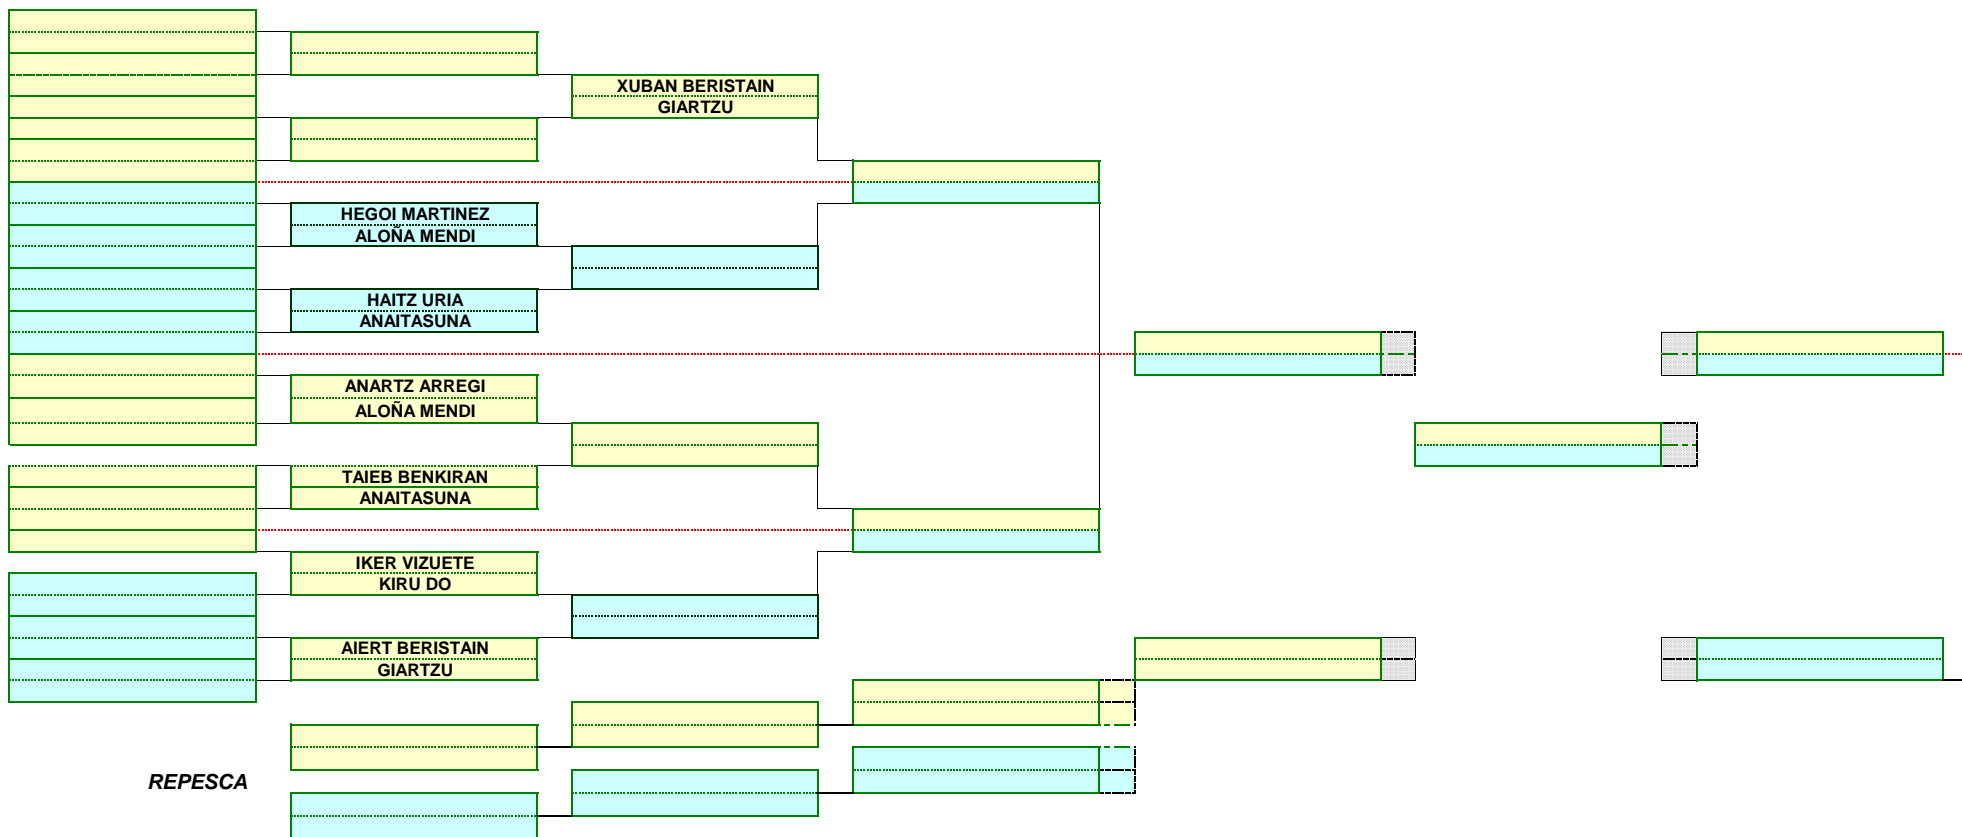 XUBAN BERISTAIN
GIARTZU
HEGOI MARTINEZ
ALOÑA MENDI
HAITZ URIA
ANAITASUNA
ANARTZ ARREGI
ALOÑA MENDI
TAIEB BENKIRAN
ANAITASUNA
IKER VIZUETE
KIRU DO
AIERT BERISTAIN
GIARTZU
REPESCA